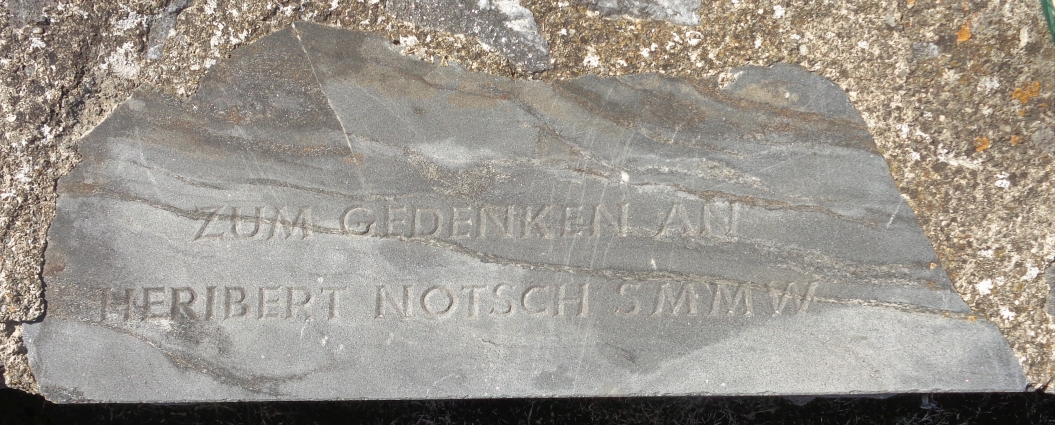 ZUM GEDENKEN AN
HERIBERT NOTSCH SMMW